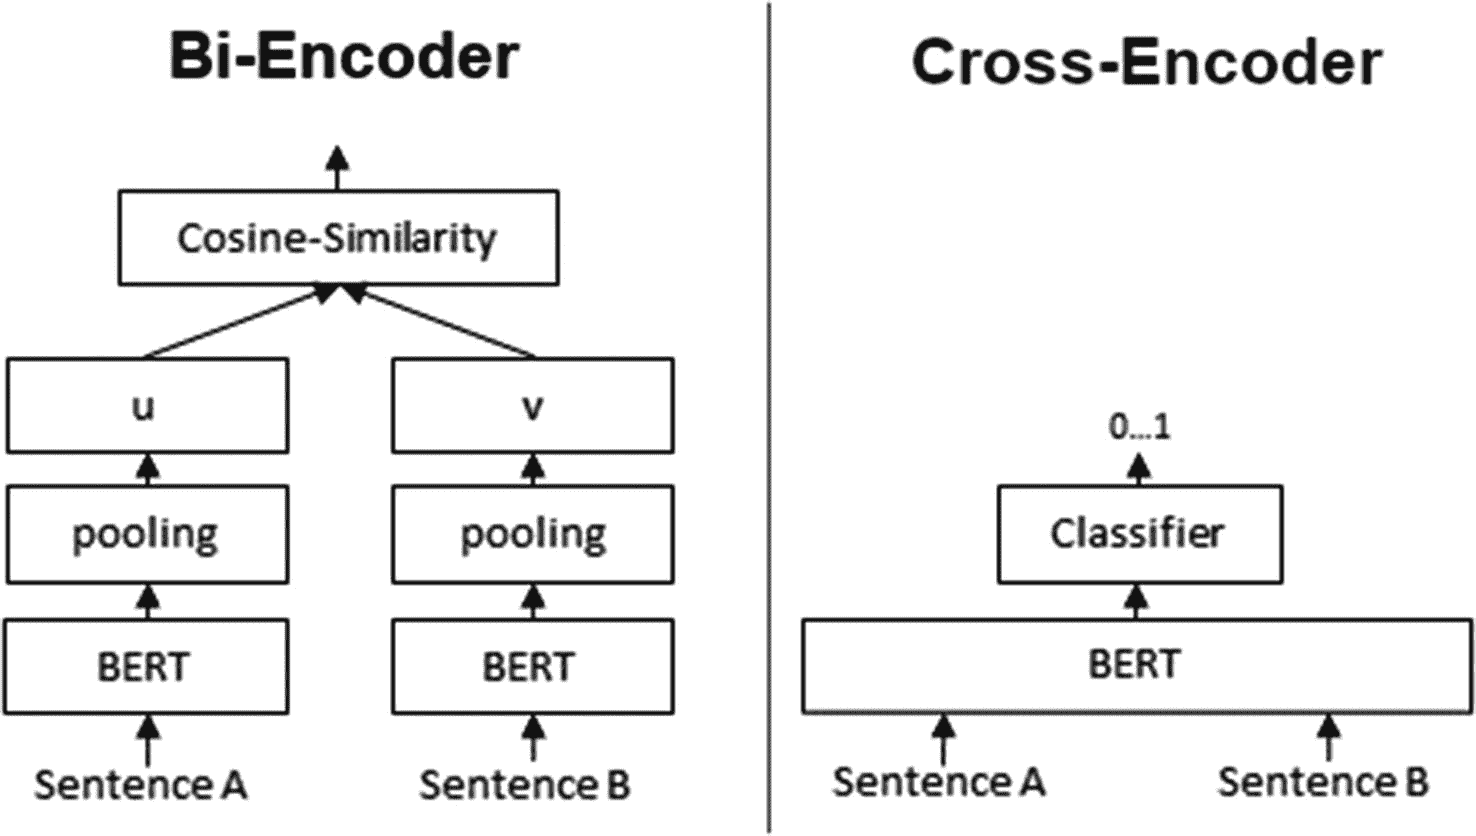 Bi-Encoder
Cosine-Similarity
u
v
pooling
pooling
BERT
BERT
Sentence A
Sentence B
Cross-Encoder
0...1
Classifier
BERT
Sentence A
Sentence B